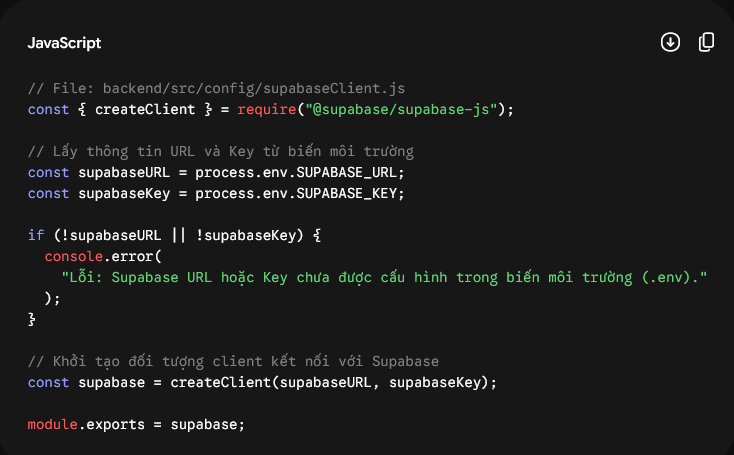 JavaScript
// File: backend/src/config/supabaseClient.js
const { createClient } = require("@supabase/supabase-js");
// Lấy thông tin URL và Key từ biến môi trường
const supabaseURL = process.env.SUPABASE_URL;
const supabaseKey = process.env.SUPABASE_KEY;
if (!supabaseURL || !supabaseKey) {
  console.error(
    "Lỗi: Supabase URL hoặc Key chưa được cấu hình trong biến môi trường (.env)."
  );
}
// Khởi tạo đối tượng client kết nối với Supabase
const supabase = createClient(supabaseURL, supabaseKey);
module.exports = supabase;